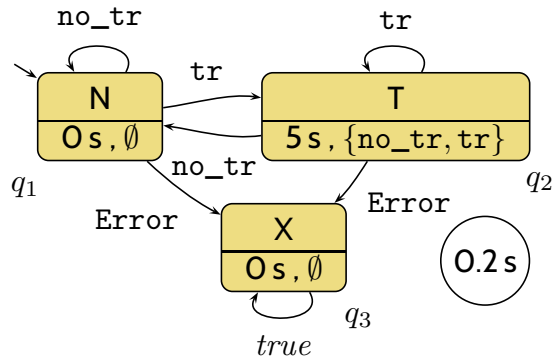 no_tr
tr
N
tr
T
0 s , ∅
5 s , {no_tr, tr}
q1
no_tr
q2
Error
Error
X
0 s , ∅
0.2 s
q3
true